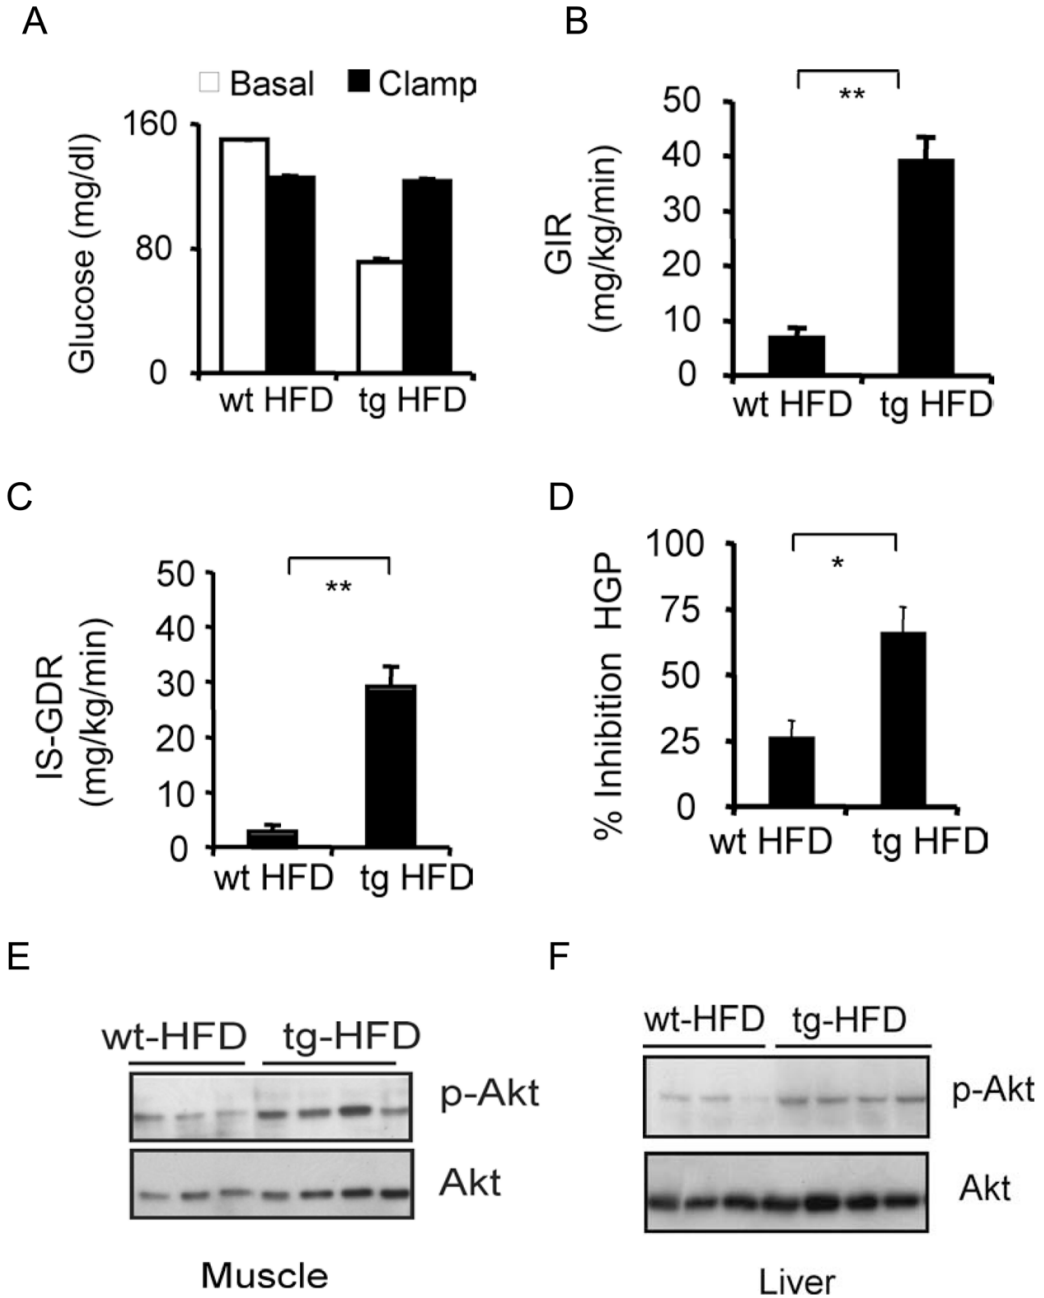 A
Basal Clamp
Glucose (mg/dl)
160
80
0
wt HFD tg HFD
B
**
GIR
(mg/kg/min)
50
40
30
20
10
0
wt HFD tg HFD
C
**
IS-GDR
(mg/kg/min)
50
40
30
20
10
0
wt HFD tg HFD
D
*
% Inhibition HGP
100
75
50
25
0
wt HFD tg HFD
E
wt-HFD tg-HFD
p-Akt
Akt
Muscle
F
wt-HFD tg-HFD
p-Akt
Akt
Liver